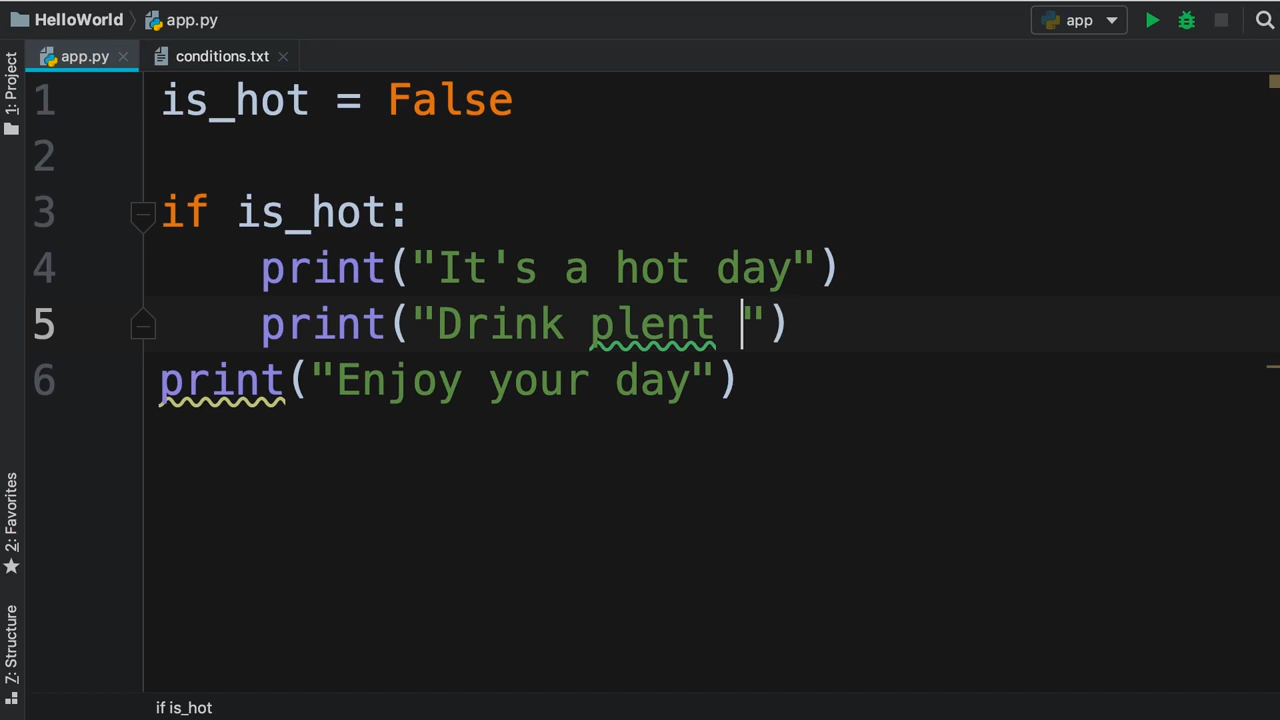 HelloWorld app.py app
app.py conditions.txt
1: Project
1 is_hot = False
2
3 if is_hot:
4 print("It's a hot day")
5 print("Drink plent ")
6 print("Enjoy your day")
2: Favorites
7: Structure
if is_hot